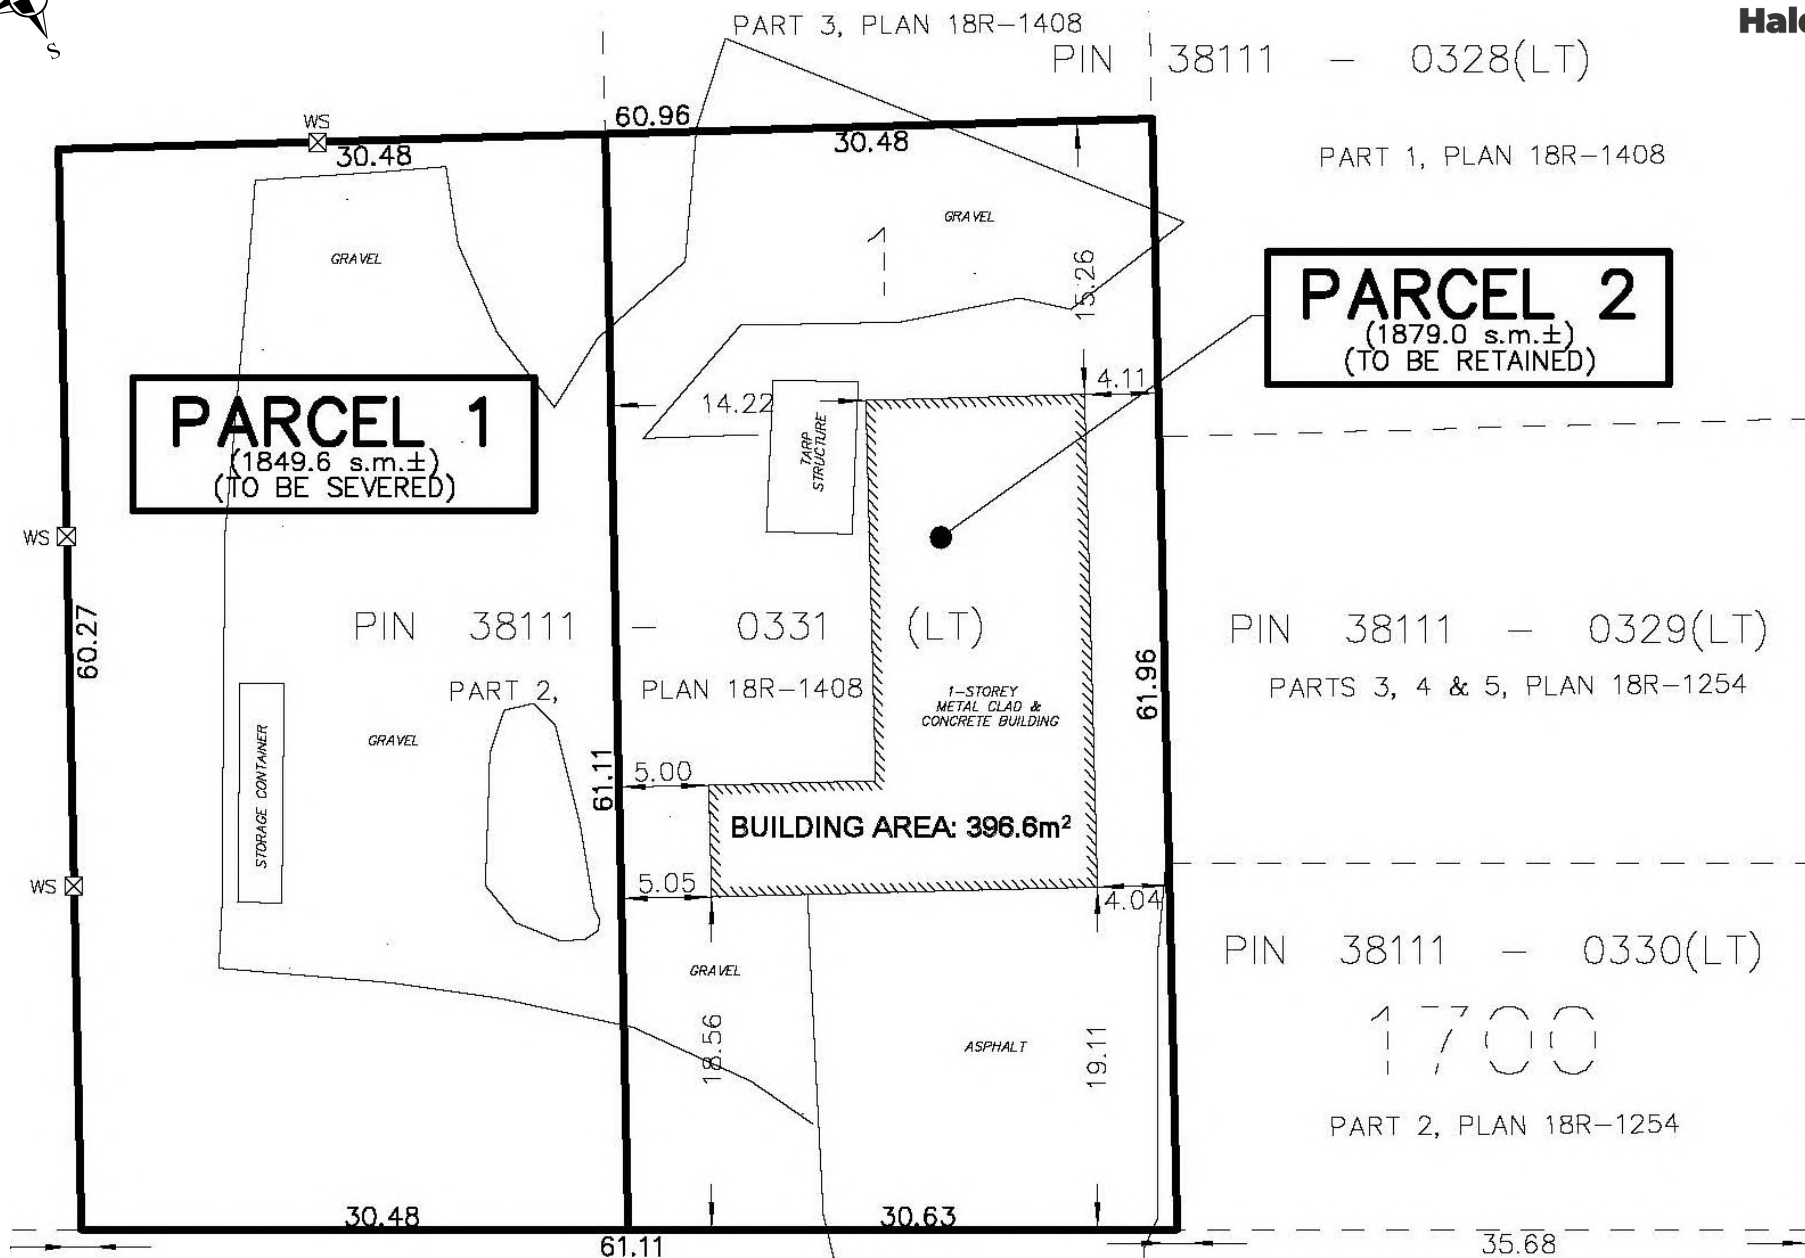 S
PART 3, PLAN 18R-1408
PIN 38111 - 0328(LT)
PART 1, PLAN 18R-1408
WS
60.96
30.48
30.48
GRAVEL
GRAVEL
1
15.26
PARCEL 2
(1879.0 s.m.±)
(TO BE RETAINED)
PARCEL 1
(1849.6 s.m.±)
(TO BE SEVERED)
14.22
4.11
TARP
STRUCTURE
WS
60.27
PIN 38111 - 0331 (LT)
PART 2, PLAN 18R-1408
PIN 38111 - 0329(LT)
PARTS 3, 4 & 5, PLAN 18R-1254
61.96
1-STOREY
METAL CLAD &
CONCRETE BUILDING
GRAVEL
STORAGE CONTAINER
61.11
5.00
BUILDING AREA: 396.6m²
WS
5.05
4.04
PIN 38111 - 0330(LT)
1700
PART 2, PLAN 18R-1254
GRAVEL
18.56
ASPHALT
19.11
30.48
30.63
61.11
35.68